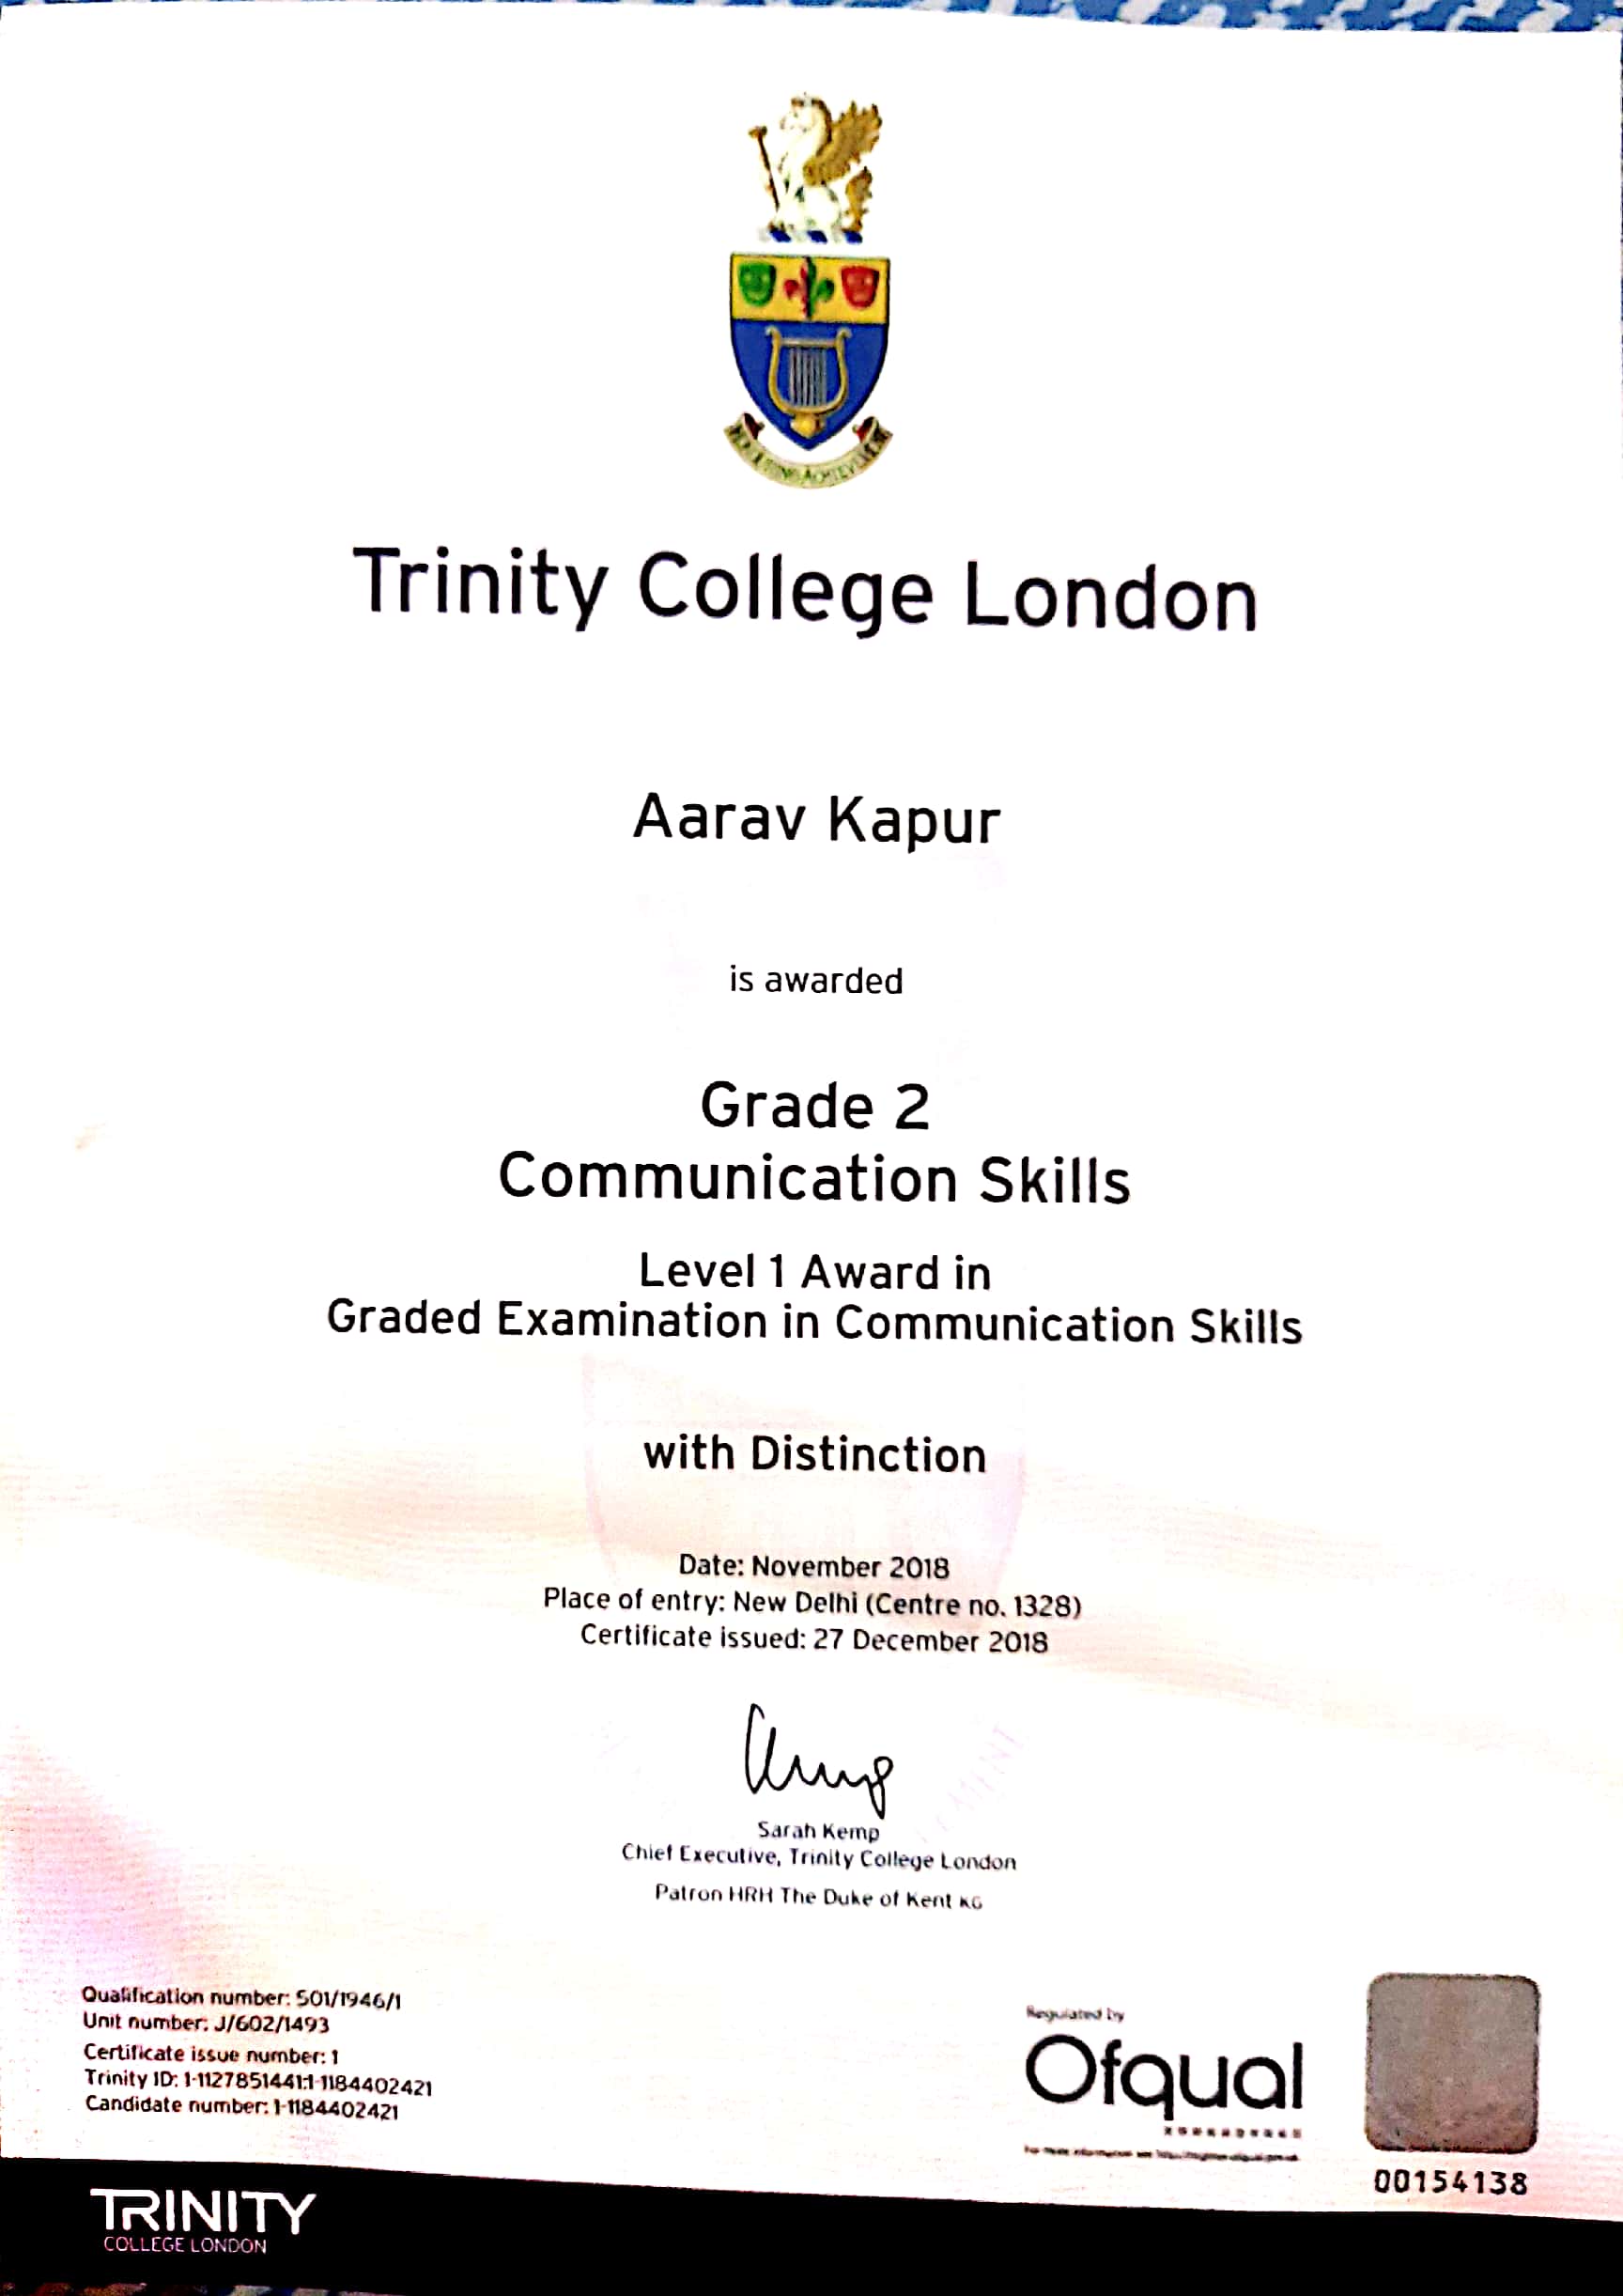 Trinity College London
Aarav Kapur
is awarded
Grade 2
Communication Skills
Level 1 Award in
Graded Examination in Communication Skills
with Distinction
Date: November 2018
Place of entry: New Delhi (Centre no. 1328)
Certificate issued: 27 December 2018
Sarah Kemp
Chief Executive, Trinity College London
Patron HRH The Duke of Kent KG
Qualification number: 501/1946/1
Unit number: J/602/1493
Certificate issue number: 1
Trinity ID: 1-1127851441:1-1184402421
Candidate number: 1-1184402421
Regulated by
Ofqual
For more information see
00154138
TRINITY
COLLEGE LONDON